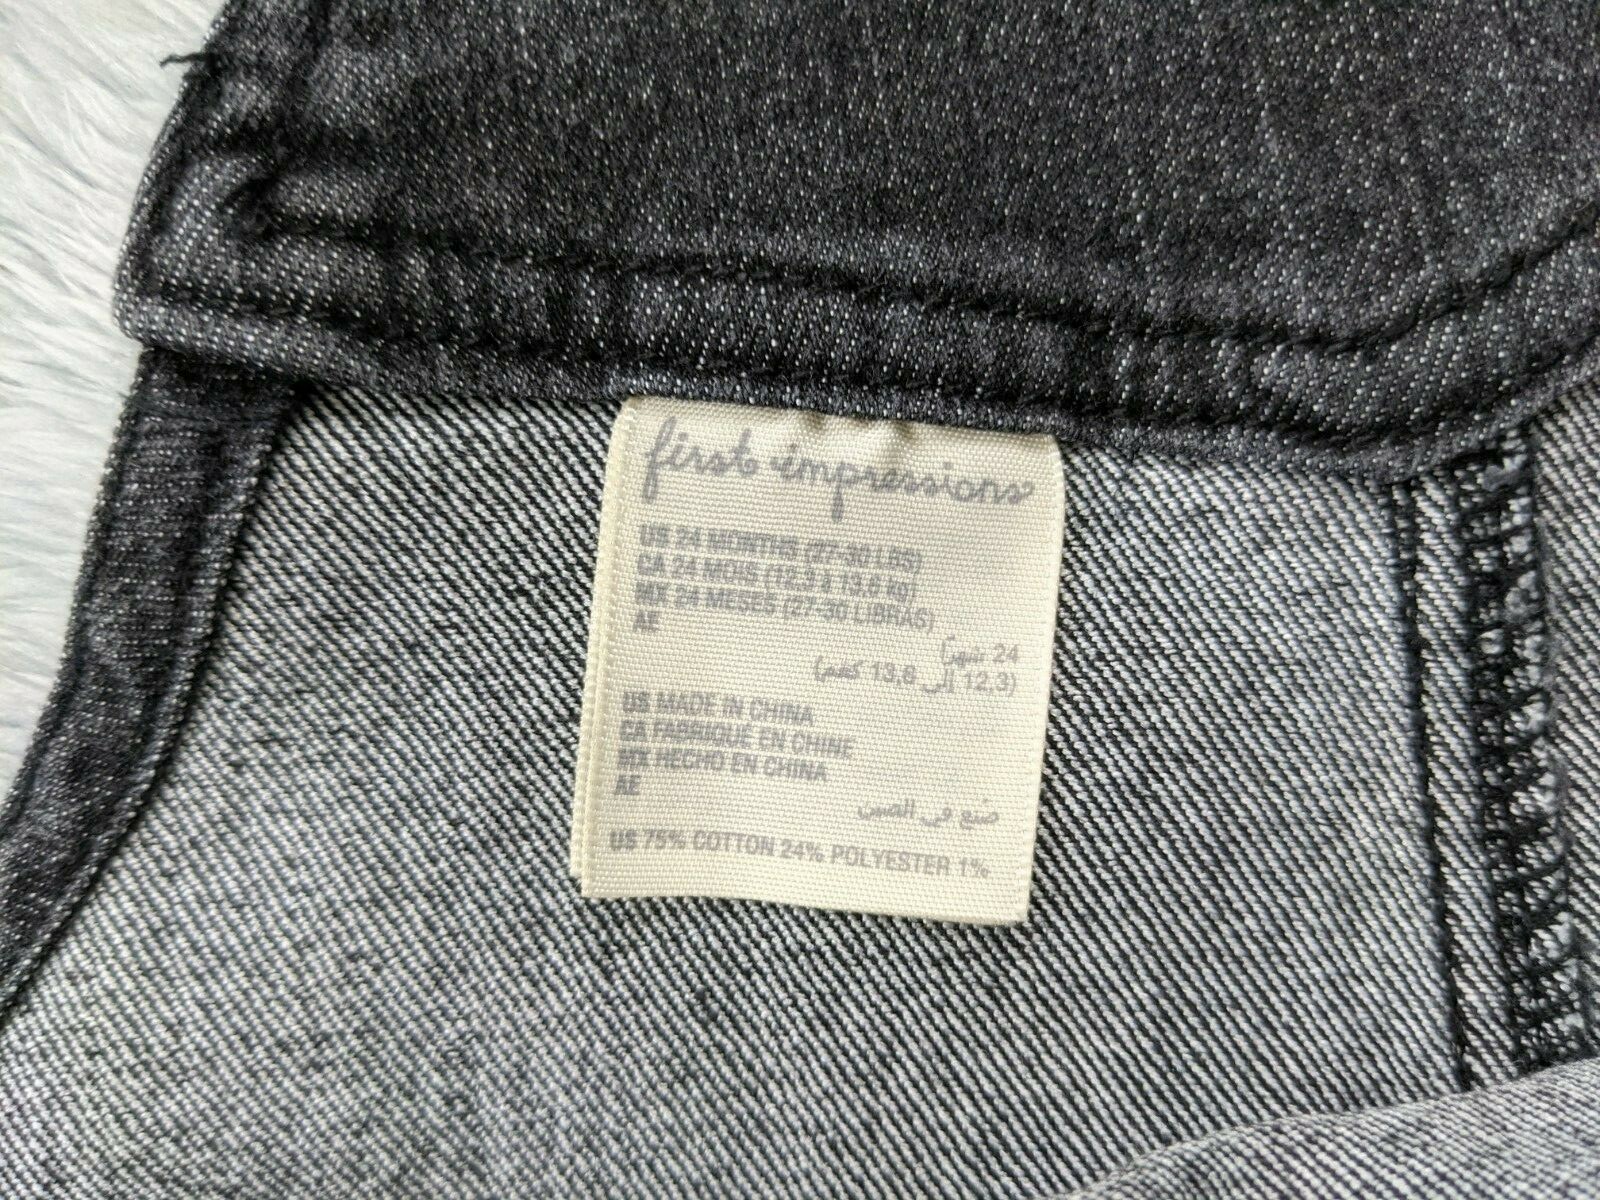 first impressions
US 24 MONTHS (27-30 LBS)
CA 24 MOIS (12,3 à 13,6 kg)
MX 24 MESES (27-30 LIBRAS)
AE
24 شهراً
(12,3 إلى 13,6 كغم)
US MADE IN CHINA
CA FABRIQUE EN CHINE
MX HECHO EN CHINA
AE
صُنع في الصين
US 75% COTTON 24% POLYESTER 1%